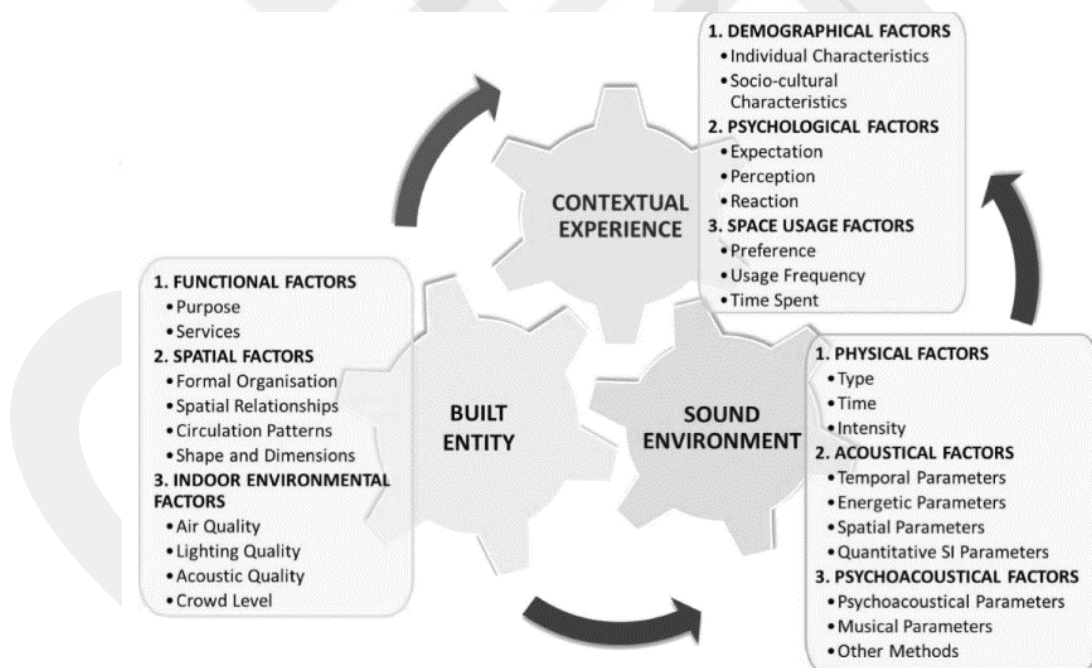 1. DEMOGRAPHICAL FACTORS
•Individual Characteristics
•Socio-cultural
Characteristics
2. PSYCHOLOGICAL FACTORS
•Expectation
•Perception
•Reaction
3. SPACE USAGE FACTORS
•Preference
•Usage Frequency
•Time Spent
CONTEXTUAL
EXPERIENCE
1. FUNCTIONAL FACTORS
•Purpose
•Services
2. SPATIAL FACTORS
•Formal Organisation
•Spatial Relationships
•Circulation Patterns
•Shape and Dimensions
3. INDOOR ENVIRONMENTAL
FACTORS
•Air Quality
•Lighting Quality
•Acoustic Quality
•Crowd Level
BUILT
ENTITY
SOUND
ENVIRONMENT
1. PHYSICAL FACTORS
•Type
•Time
•Intensity
2. ACOUSTICAL FACTORS
•Temporal Parameters
•Energetic Parameters
•Spatial Parameters
•Quantitative SI Parameters
3. PSYCHOACOUSTICAL FACTORS
•Psychoacoustical Parameters
•Musical Parameters
•Other Methods